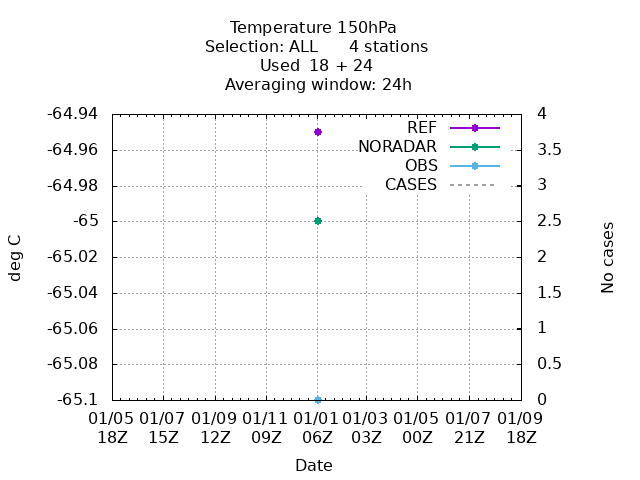 Temperature 150hPa
Selection: ALL 4 stations
Used 18 + 24
Averaging window: 24h
-64.94
-64.96
-64.98
-65
-65.02
-65.04
-65.06
-65.08
-65.1
deg C
REF
NORADAR
OBS
CASES
4
3.5
3
2.5
2
1.5
1
0.5
0
No cases
01/05 01/07 01/09 01/11 01/01 01/03 01/05 01/07 01/09
18Z 15Z 12Z 09Z 06Z 03Z 00Z 21Z 18Z
Date